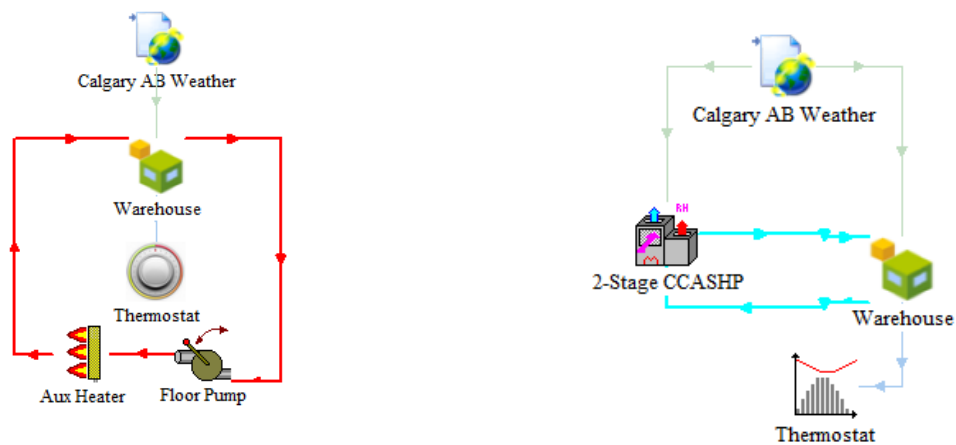 Calgary AB Weather
Warehouse
Thermostat
Aux Heater
Floor Pump
Calgary AB Weather
RH
2-Stage CCASHP
Warehouse
Thermostat